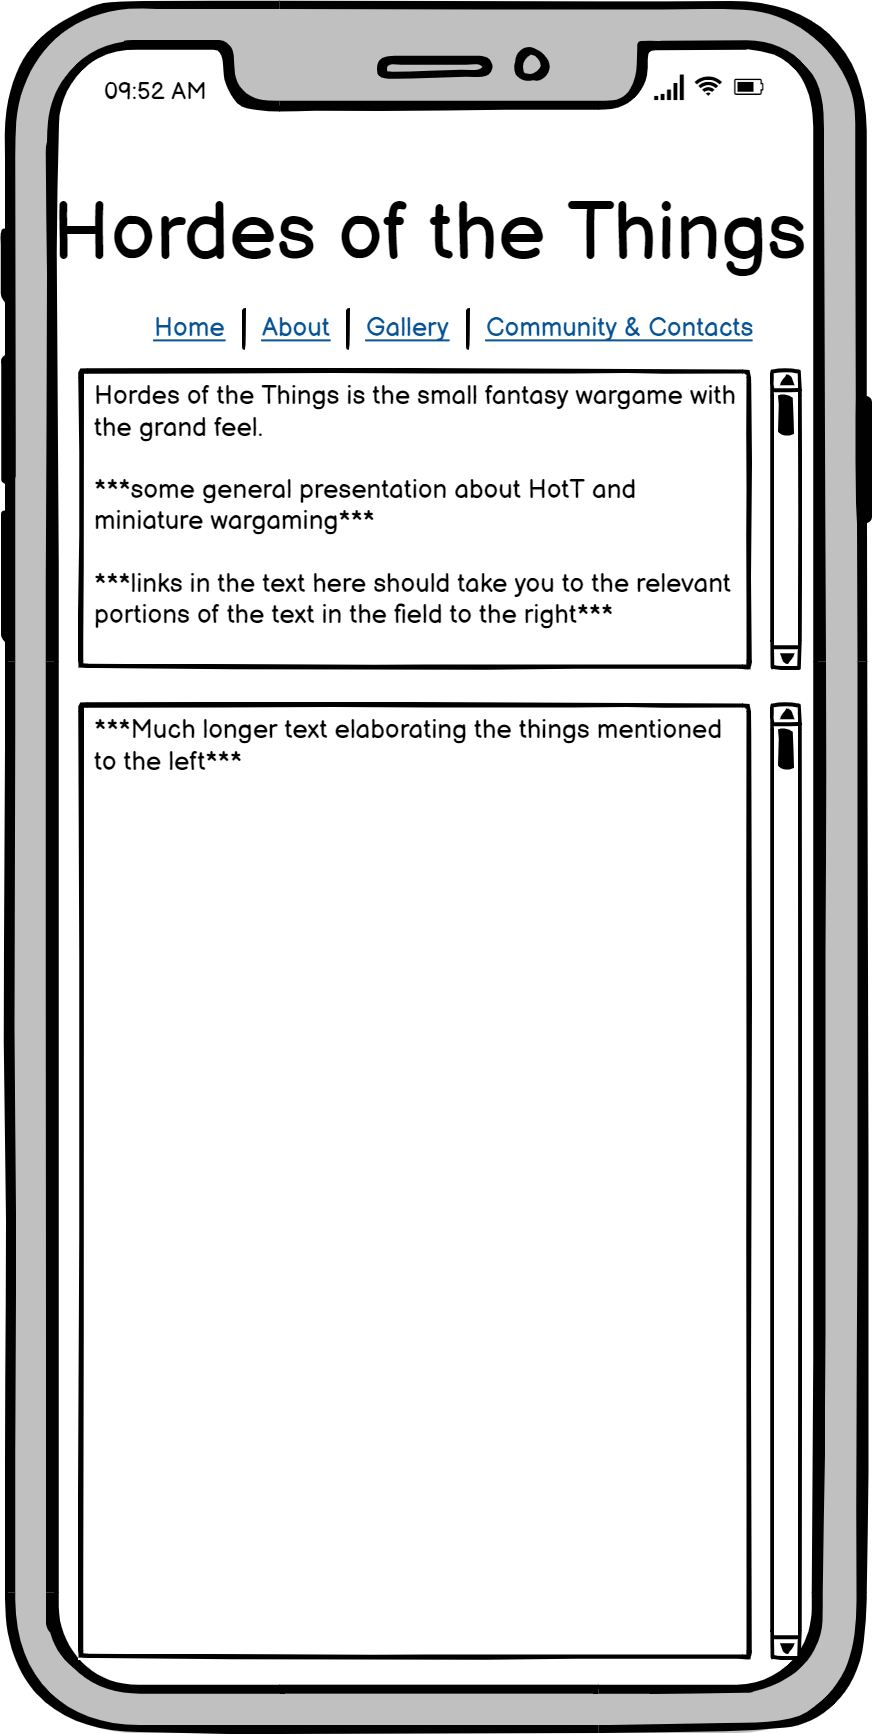 09:52 AM
Hordes of the Things
Home | About | Gallery | Community & Contacts
Hordes of the Things is the small fantasy wargame with
the grand feel.
***some general presentation about HotT and
miniature wargaming***
***links in the text here should take you to the relevant
portions of the text in the field to the right***
***Much longer text elaborating the things mentioned
to the left***